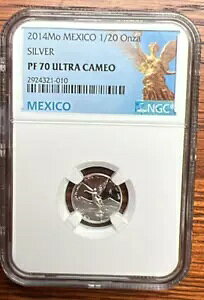 2014Mo MEXICO 1/20 Onza
SILVER
PF 70 ULTRA CAMEO
2924321-010
MEXICO
NGC